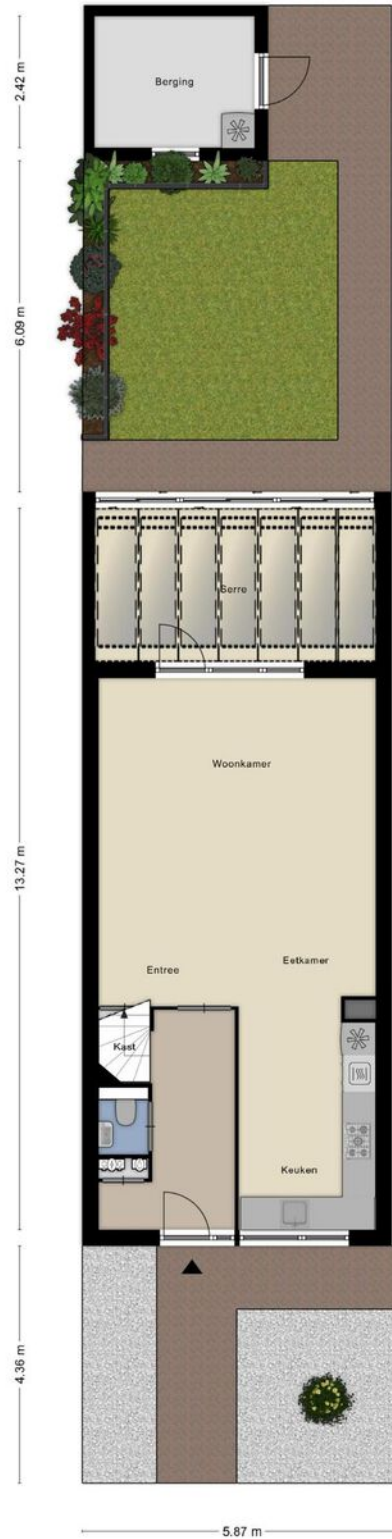 2.42 m
Berging
6.09 m
Serre
Woonkamer
13.27 m
Eetkamer
Entree
Kast
Keuken
4.36 m
5.87 m